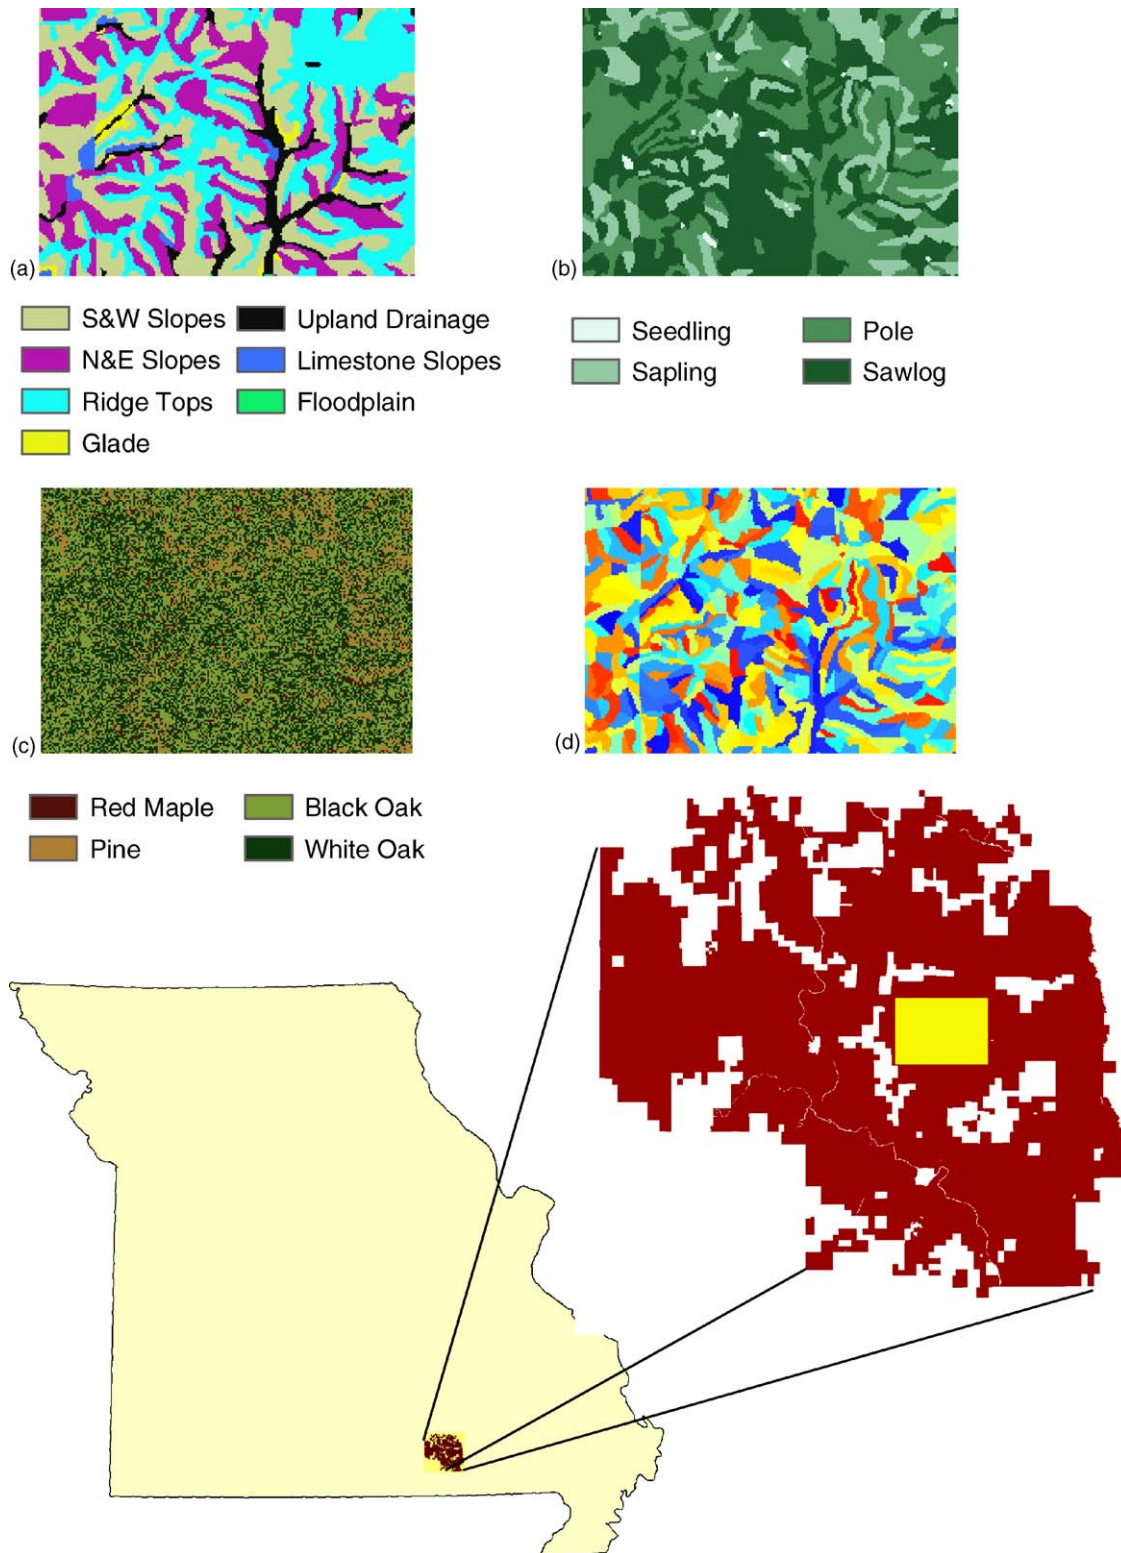 (a)
(b)
S&W Slopes
Upland Drainage
N&E Slopes
Limestone Slopes
Ridge Tops
Floodplain
Glade
Seedling
Pole
Sapling
Sawlog
(c)
(d)
Red Maple
Black Oak
Pine
White Oak